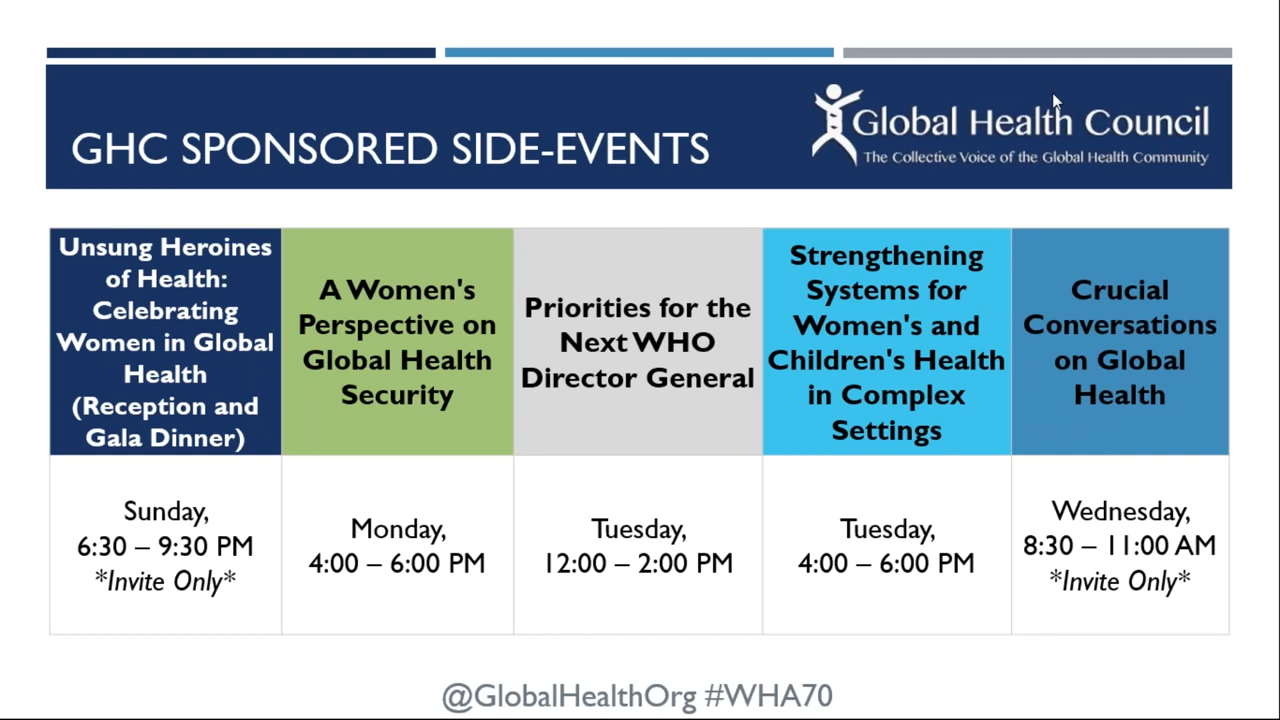 GHC SPONSORED SIDE-EVENTS
Global Health Council
The Collective Voice of the Global Health Community
Unsung Heroines
of Health:
Celebrating
Women in Global
Health
(Reception and
Gala Dinner)
A Women's
Perspective on
Global Health
Security
Priorities for the
Next WHO
Director General
Strengthening
Systems for
Women's and
Children's Health
in Complex
Settings
Crucial
Conversations
on Global
Health
Sunday,
6:30 – 9:30 PM
*Invite Only*
Monday,
4:00 – 6:00 PM
Tuesday,
12:00 – 2:00 PM
Tuesday,
4:00 – 6:00 PM
Wednesday,
8:30 – 11:00 AM
*Invite Only*
@GlobalHealthOrg #WHA70